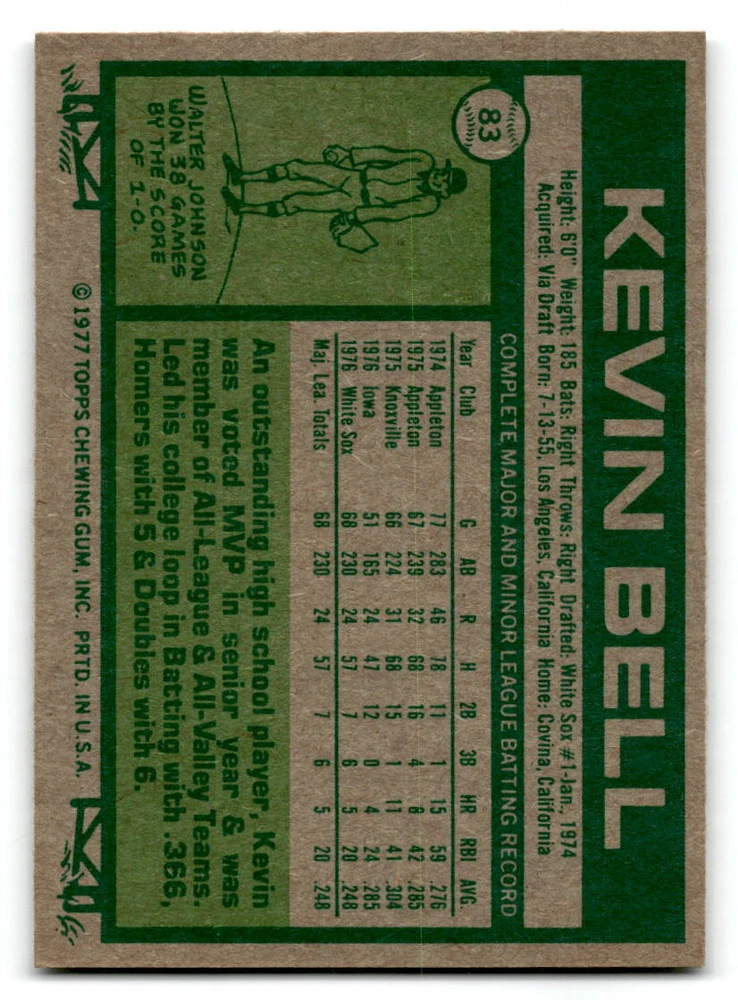 83
KEVIN BELL
Height: 6'0" Weight: 185 Bats: Right Throws: Right Drafted: White Sox #1-Jan., 1974
Acquired: Via Draft Born: 7-13-55, Los Angeles, California Home: Covina, California
COMPLETE MAJOR AND MINOR LEAGUE BATTING RECORD
Year Club G AB R H 2B 3B HR RBI AVG.
1974 Appleton 77 283 46 78 11 1 15 59 .276
1975 Appleton 67 239 32 68 16 4 8 42 .285
1975 Knoxville 66 224 31 68 15 1 11 41 .304
1976 Iowa 51 165 24 47 12 0 4 24 .285
1976 White Sox 68 230 24 57 7 6 5 20 .248
Maj. Lea. Totals 68 230 24 57 7 6 5 20 .248
WALTER JOHNSON
WON 38 GAMES
BY THE SCORE
OF 1-0.
An outstanding high school player, Kevin
was voted MVP in senior year & was
member of All-League & All-Valley Teams.
Led his college loop in Batting with .366,
Homers with 5 & Doubles with 6.
© 1977 TOPPS CHEWING GUM, INC. PRTD. IN U.S.A.